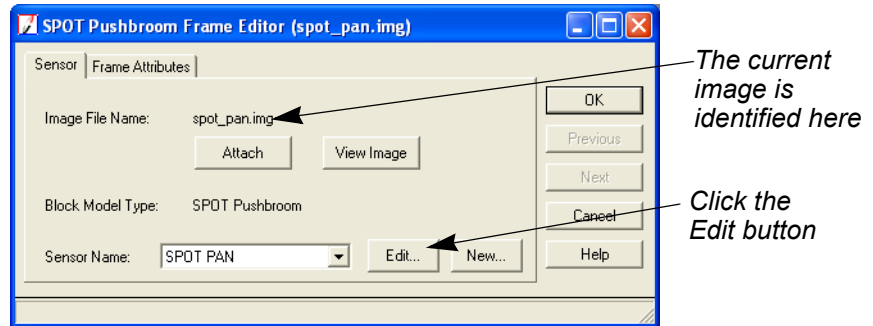 SPOT Pushbroom Frame Editor (spot_pan.img)
Sensor
Frame Attributes
Image File Name:
spot_pan.img
Attach
View Image
Block Model Type:
SPOT Pushbroom
Sensor Name:
SPOT PAN
Edit...
New...
OK
Previous
Next
Cancel
Help
The current
image is
identified here
Click the
Edit button